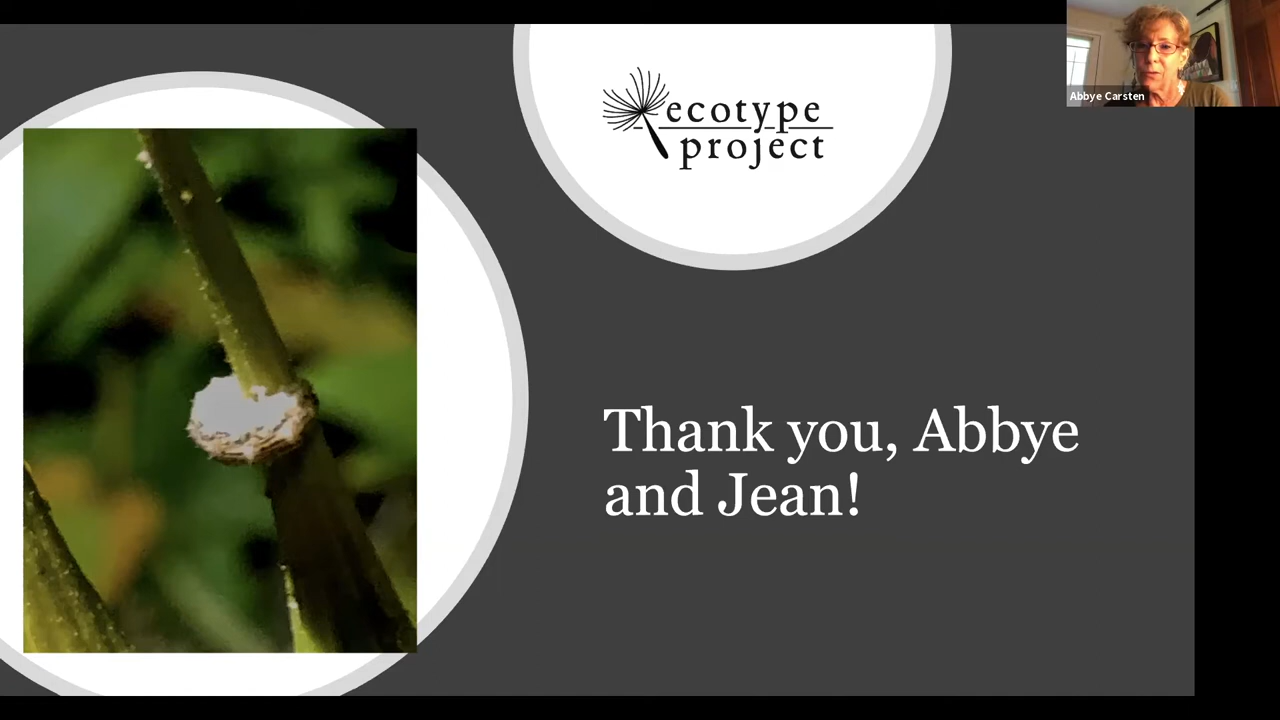 ecotype
project
Abbye Carsten
Thank you, Abbye
and Jean!